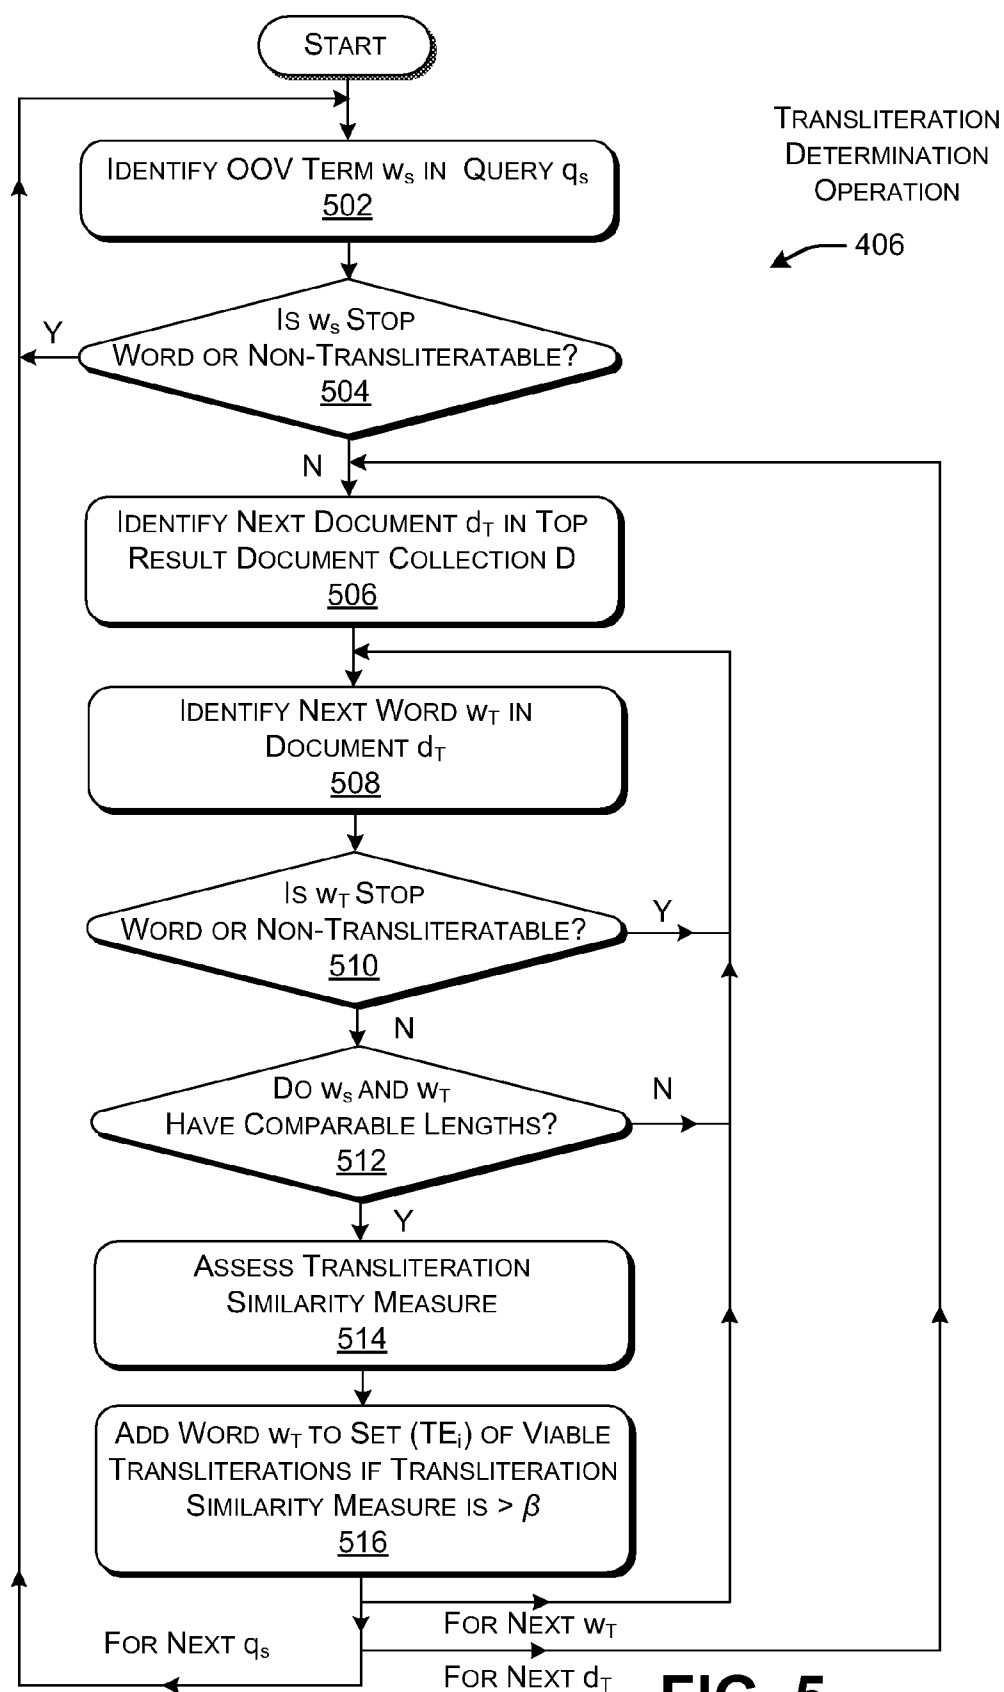 START
TRANSLITERATION
DETERMINATION
OPERATION
406
IDENTIFY OOV TERM ws IN QUERY qs
502
Y
IS ws STOP
WORD OR NON-TRANSLITERATABLE?
504
N
IDENTIFY NEXT DOCUMENT dT IN TOP
RESULT DOCUMENT COLLECTION D
506
IDENTIFY NEXT WORD wT IN
DOCUMENT dT
508
IS wT STOP
WORD OR NON-TRANSLITERATABLE?
510
Y
N
DO ws AND wT
HAVE COMPARABLE LENGTHS?
512
N
Y
ASSESS TRANSLITERATION
SIMILARITY MEASURE
514
ADD WORD wT TO SET (TEi) OF VIABLE
TRANSLITERATIONS IF TRANSLITERATION
SIMILARITY MEASURE IS > β
516
FOR NEXT wT
FOR NEXT qs
FOR NEXT dT
FIG. 5